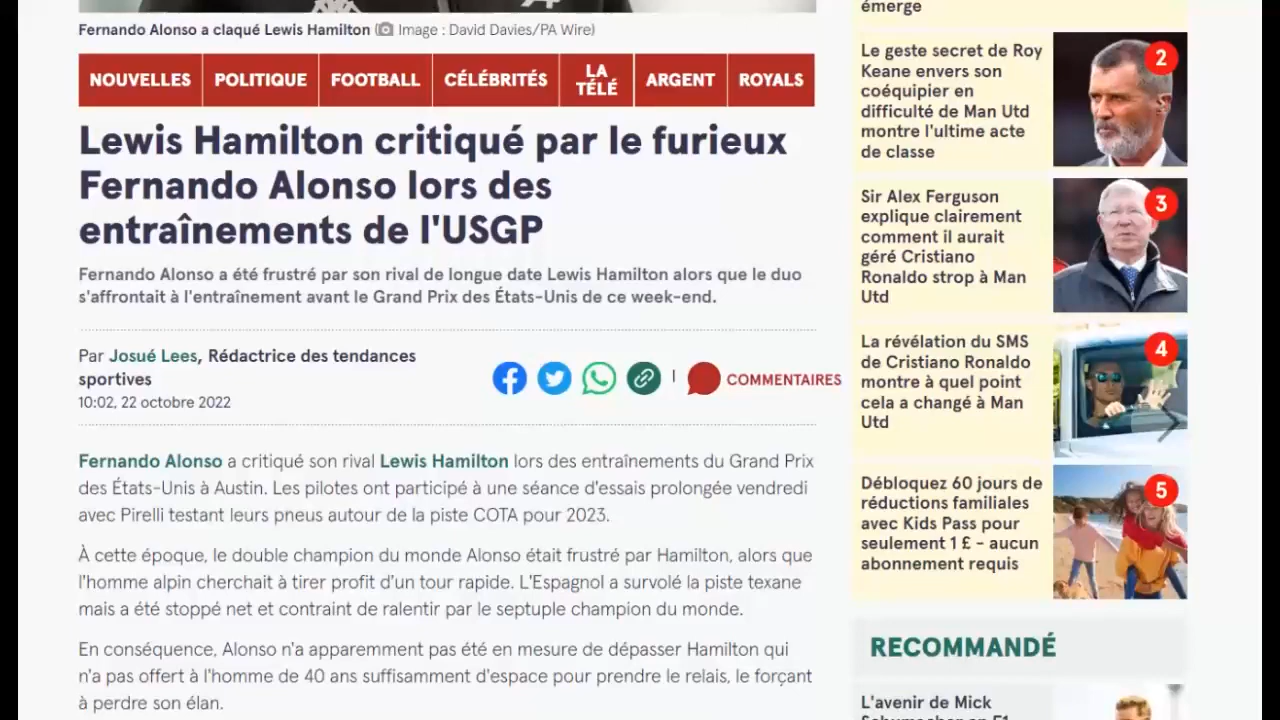 Fernando Alonso a claqué Lewis Hamilton (Image : David Davies/PA Wire)
NOUVELLES
POLITIQUE
FOOTBALL
CÉLÉBRITÉS
LA
TÉLÉ
ARGENT
ROYALS
Lewis Hamilton critiqué par le furieux
Fernando Alonso lors des
entraînements de l'USGP
Fernando Alonso a été frustré par son rival de longue date Lewis Hamilton alors que le duo
s'affrontait à l'entraînement avant le Grand Prix des États-Unis de ce week-end.
Par Josué Lees, Rédactrice des tendances
sportives
10:02, 22 octobre 2022
COMMENTAIRES
Fernando Alonso a critiqué son rival Lewis Hamilton lors des entraînements du Grand Prix
des États-Unis à Austin. Les pilotes ont participé à une séance d'essais prolongée vendredi
avec Pirelli testant leurs pneus autour de la piste COTA pour 2023.
À cette époque, le double champion du monde Alonso était frustré par Hamilton, alors que
l'homme alpin cherchait à tirer profit d'un tour rapide. L'Espagnol a survolé la piste texane
mais a été stoppé net et contraint de ralentir par le septuple champion du monde.
En conséquence, Alonso n'a apparemment pas été en mesure de dépasser Hamilton qui
n'a pas offert à l'homme de 40 ans suffisamment d'espace pour prendre le relais, le forçant
à perdre son élan.
émerge
Le geste secret de Roy
Keane envers son
coéquipier en
difficulté de Man Utd
montre l'ultime acte
de classe
2
Sir Alex Ferguson
explique clairement
comment il aurait
géré Cristiano
Ronaldo strop à Man
Utd
3
La révélation du SMS
de Cristiano Ronaldo
montre à quel point
cela a changé à Man
Utd
4
Débloquez 60 jours de
réductions familiales
avec Kids Pass pour
seulement 1 £ - aucun
abonnement requis
5
RECOMMANDÉ
L'avenir de Mick
Schumacher en F1